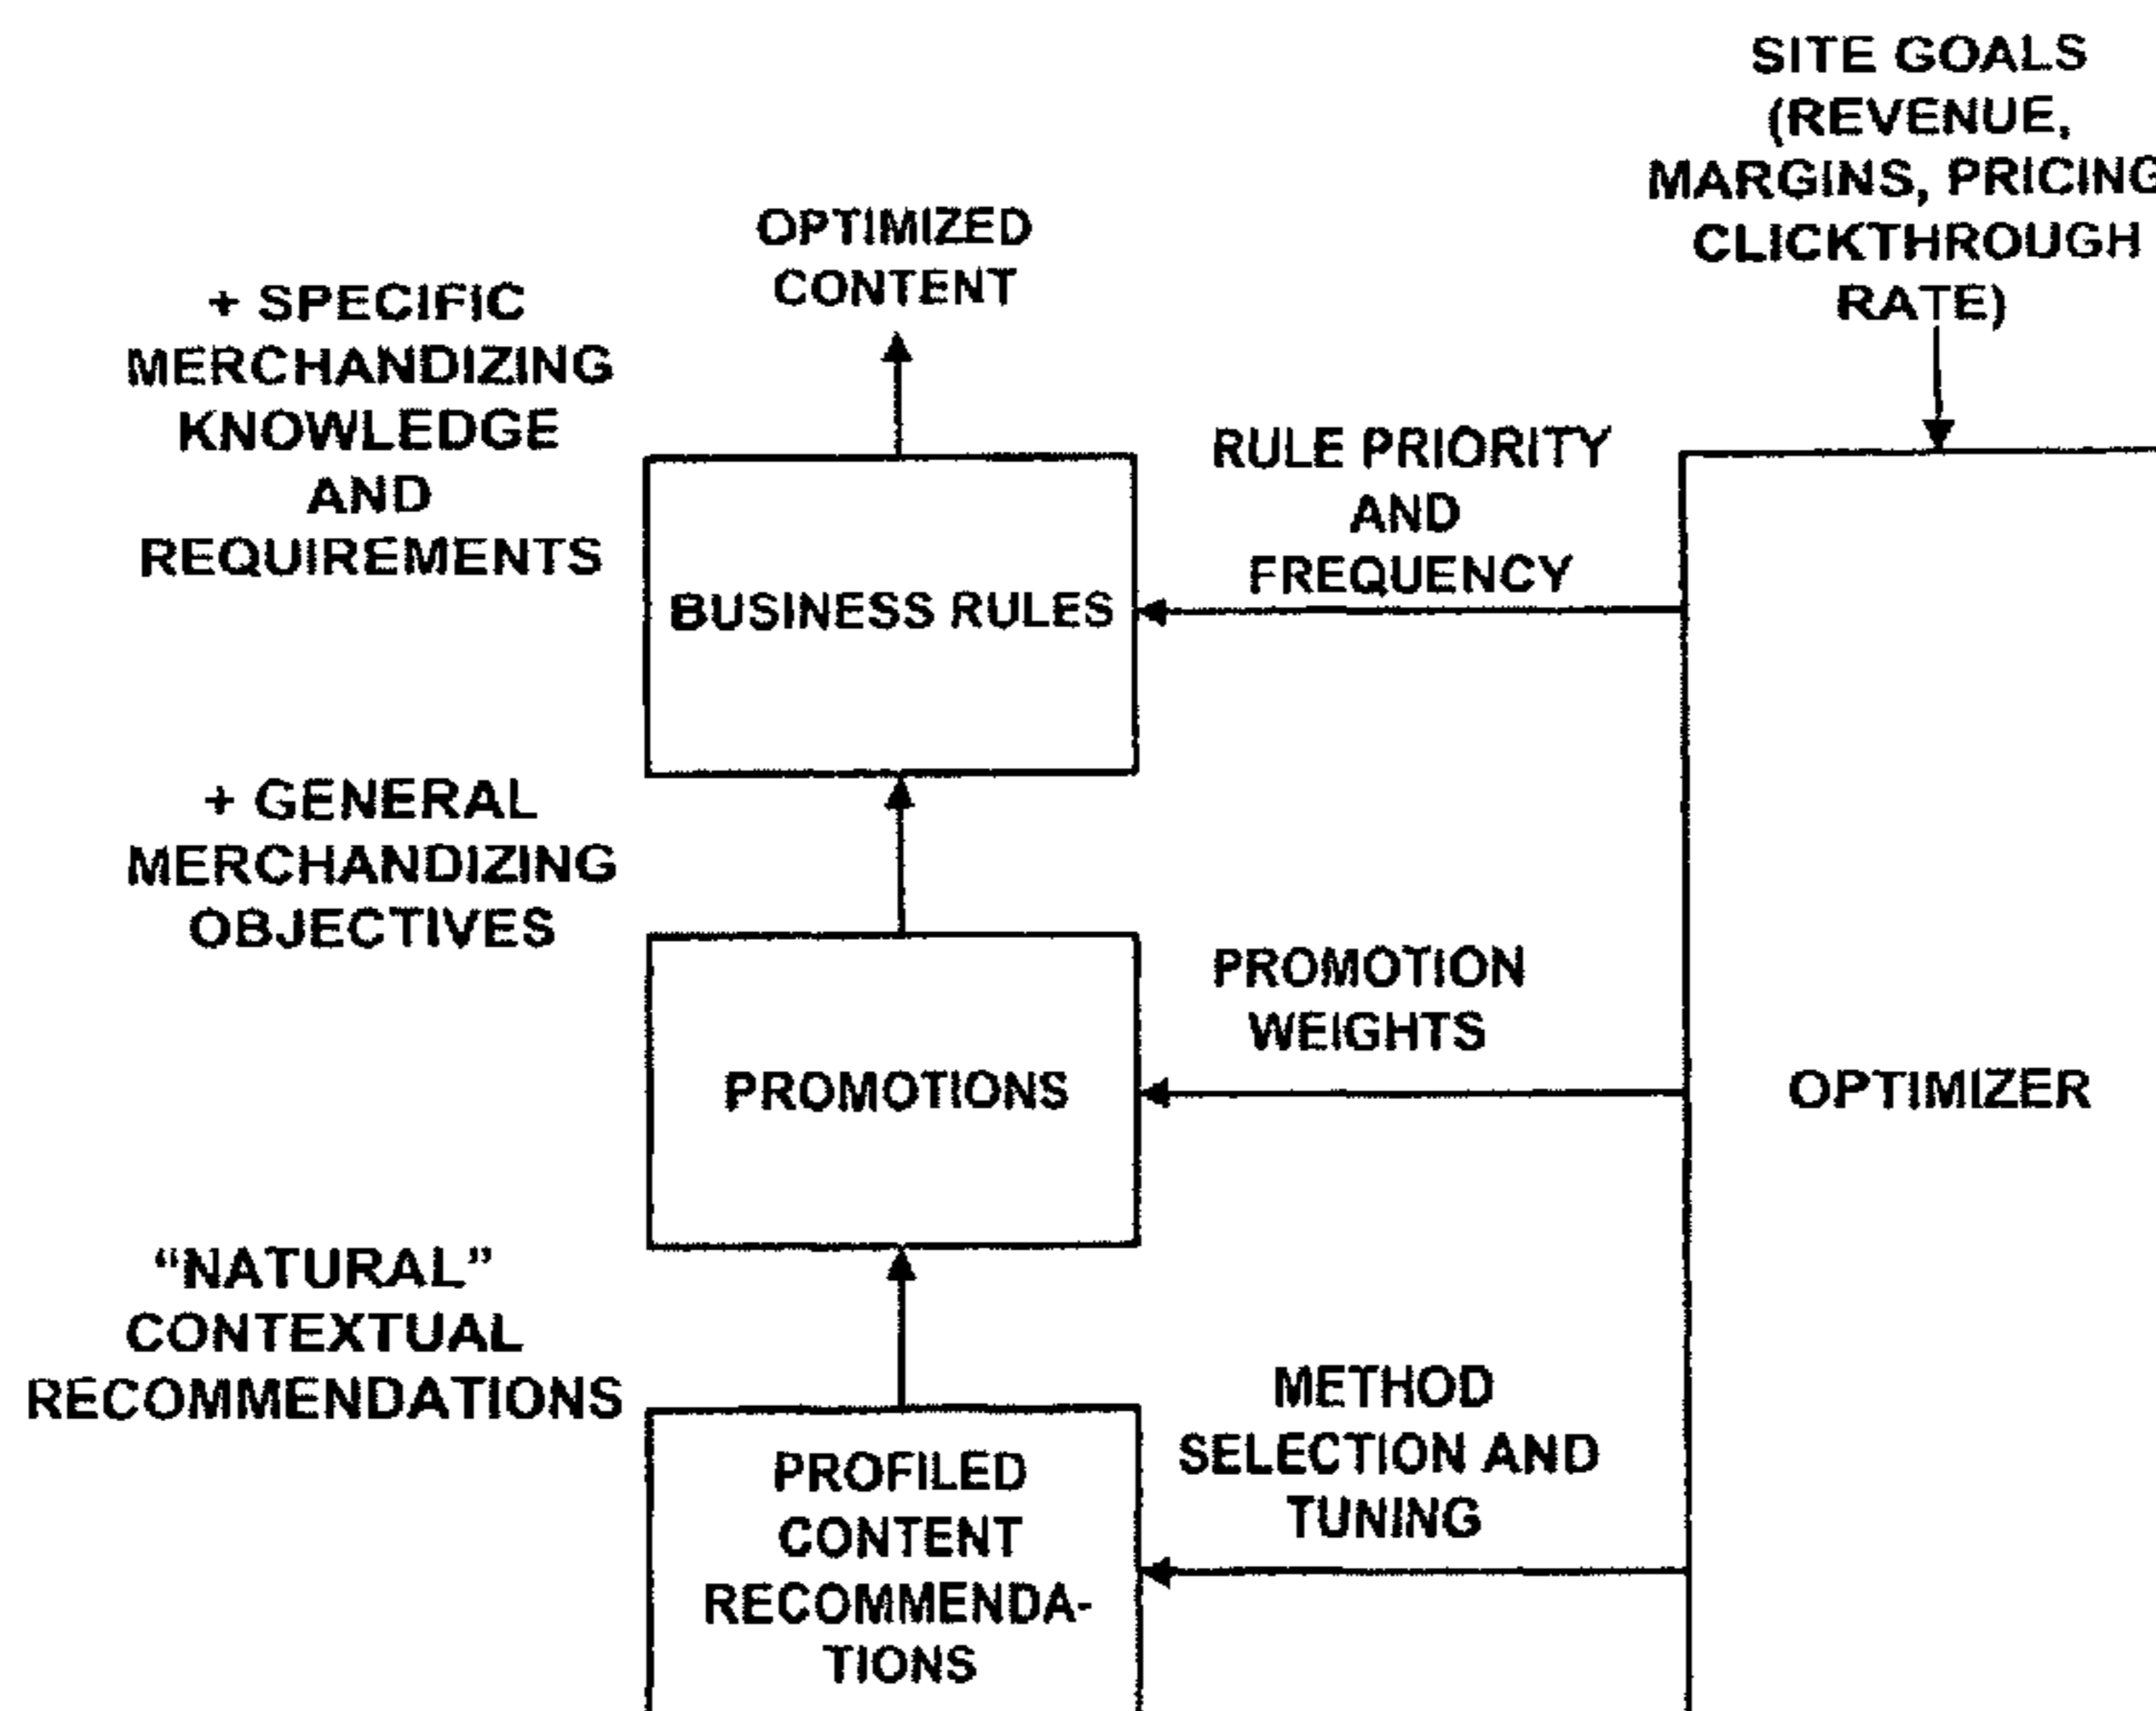 SITE GOALS
(REVENUE,
MARGINS, PRICING
CLICKTHROUGH
RATE)
OPTIMIZED
CONTENT
+ SPECIFIC
MERCHANDIZING
KNOWLEDGE
AND
REQUIREMENTS
RULE PRIORITY
AND
FREQUENCY
BUSINESS RULES
+ GENERAL
MERCHANDIZING
OBJECTIVES
PROMOTION
WEIGHTS
PROMOTIONS
OPTIMIZER
“NATURAL”
CONTEXTUAL
RECOMMENDATIONS
METHOD
SELECTION AND
TUNING
PROFILED
CONTENT
RECOMMENDA-
TIONS